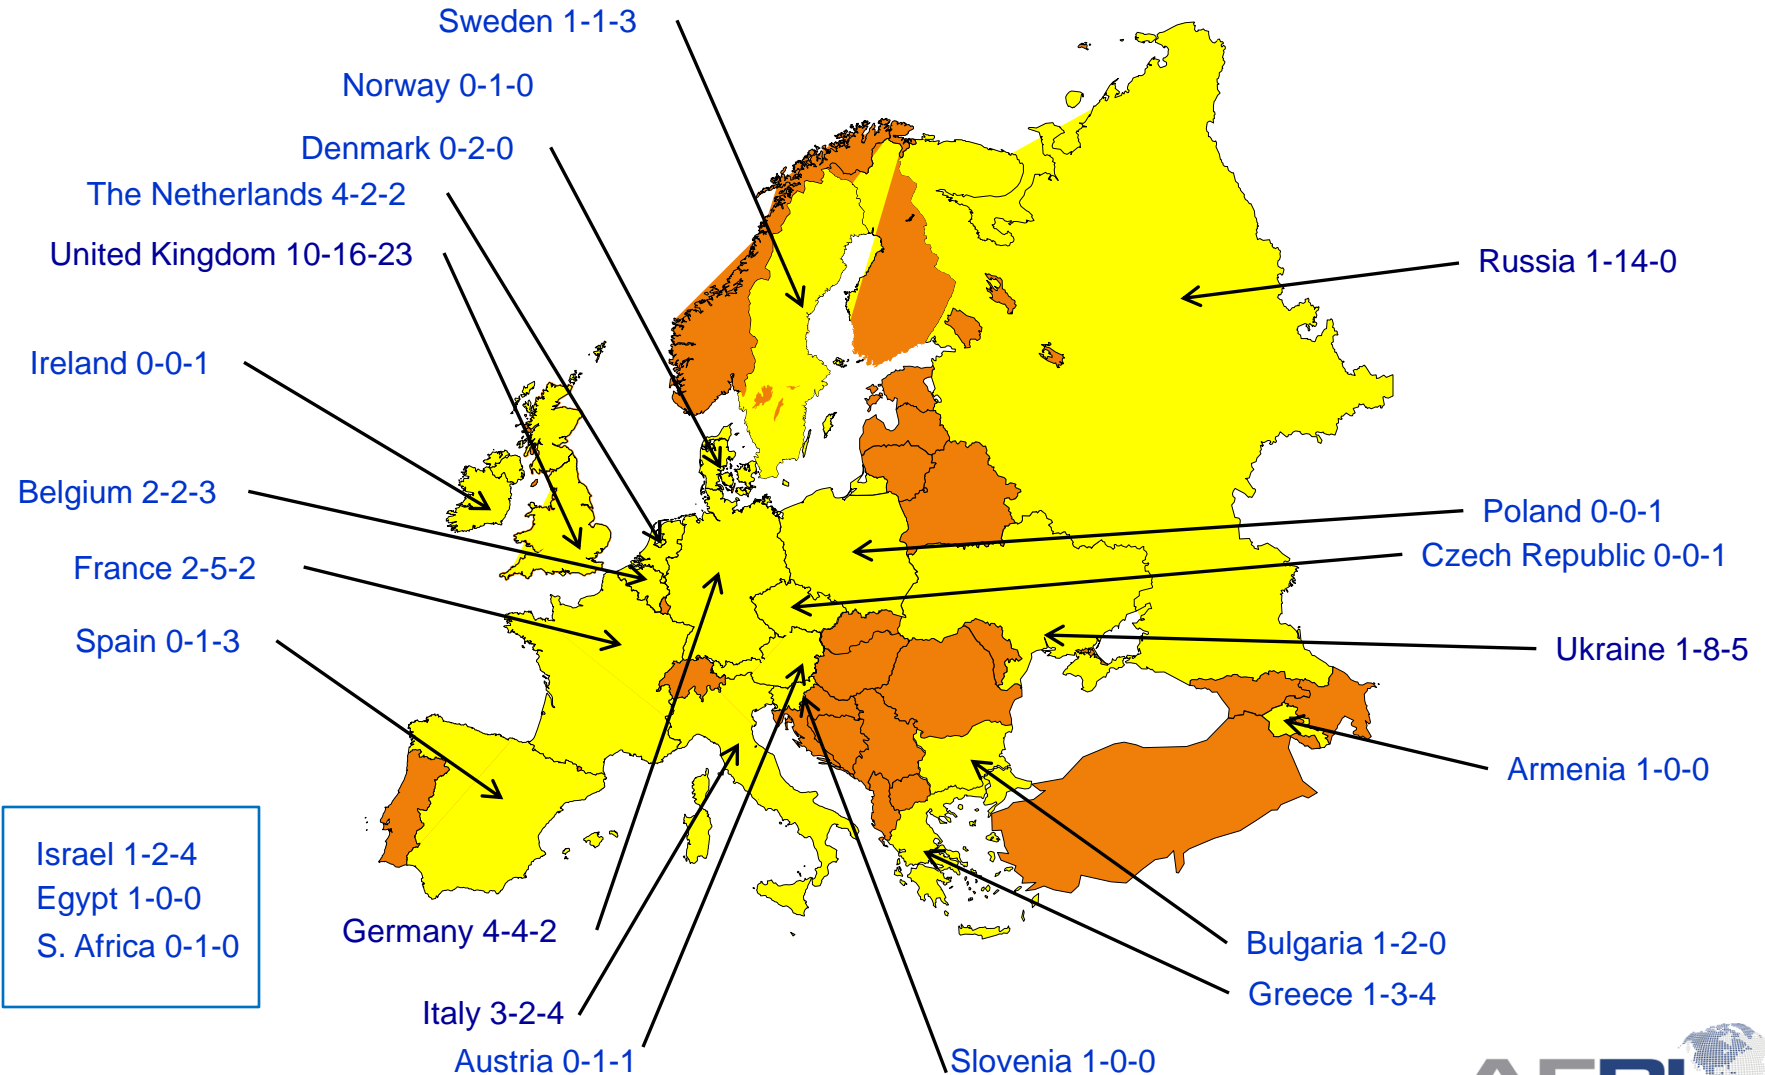 Sweden 1-1-3
Norway 0-1-0
Denmark 0-2-0
The Netherlands 4-2-2
United Kingdom 10-16-23
Russia 1-14-0
Ireland 0-0-1
Belgium 2-2-3
Poland 0-0-1
Czech Republic 0-0-1
France 2-5-2
Spain 0-1-3
Ukraine 1-8-5
Armenia 1-0-0
Israel 1-2-4
Egypt 1-0-0
S. Africa 0-1-0
Germany 4-4-2
Bulgaria 1-2-0
Greece 1-3-4
Italy 3-2-4
Austria 0-1-1
Slovenia 1-0-0